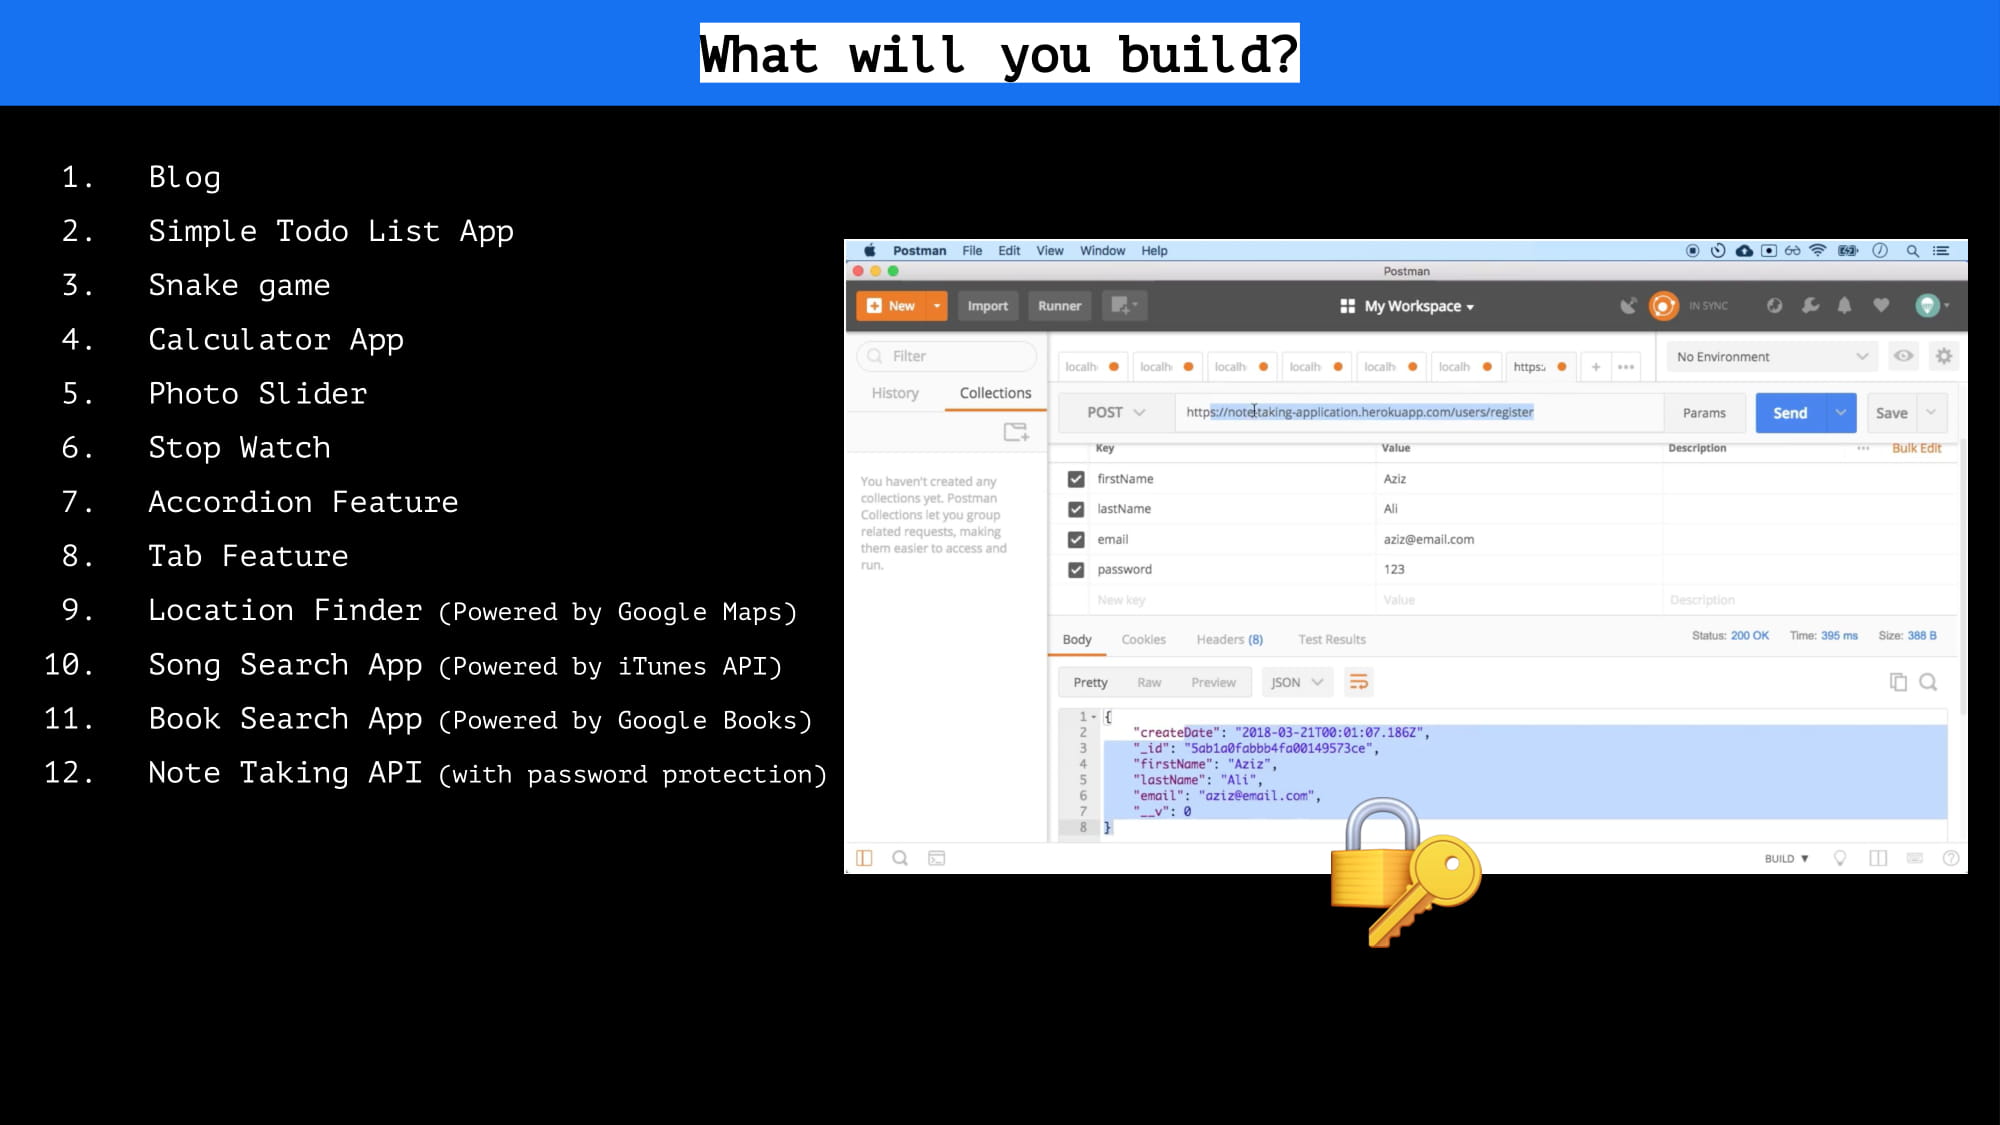 What will you build?
1. Blog
2. Simple Todo List App
3. Snake game
4. Calculator App
5. Photo Slider
6. Stop Watch
7. Accordion Feature
8. Tab Feature
9. Location Finder (Powered by Google Maps)
10. Song Search App (Powered by iTunes API)
11. Book Search App (Powered by Google Books)
12. Note Taking API (with password protection)
Postman File Edit View Window Help
Postman
New Import Runner My Workspace IN SYNC
Filter
History Collections
You haven't created any
collections yet. Postman
Collections let you group
related requests, making
them easier to access and
run.
localh localh localh localh localh localh https:/ + ••• No Environment
POST https://note-taking-application.herokuapp.com/users/register Params Send Save
Key Value Description ••• Bulk Edit
firstName Aziz
lastName Ali
email aziz@email.com
password 123
New key Value Description
Body Cookies Headers (8) Test Results Status: 200 OK Time: 395 ms Size: 388 B
Pretty Raw Preview JSON
1 {
2 "createDate": "2018-03-21T00:01:07.186Z",
3 "_id": "5ab1a0fabbb4fa00149573ce",
4 "firstName": "Aziz",
5 "lastName": "Ali",
6 "email": "aziz@email.com",
7 "__v": 0
8 }
BUILD